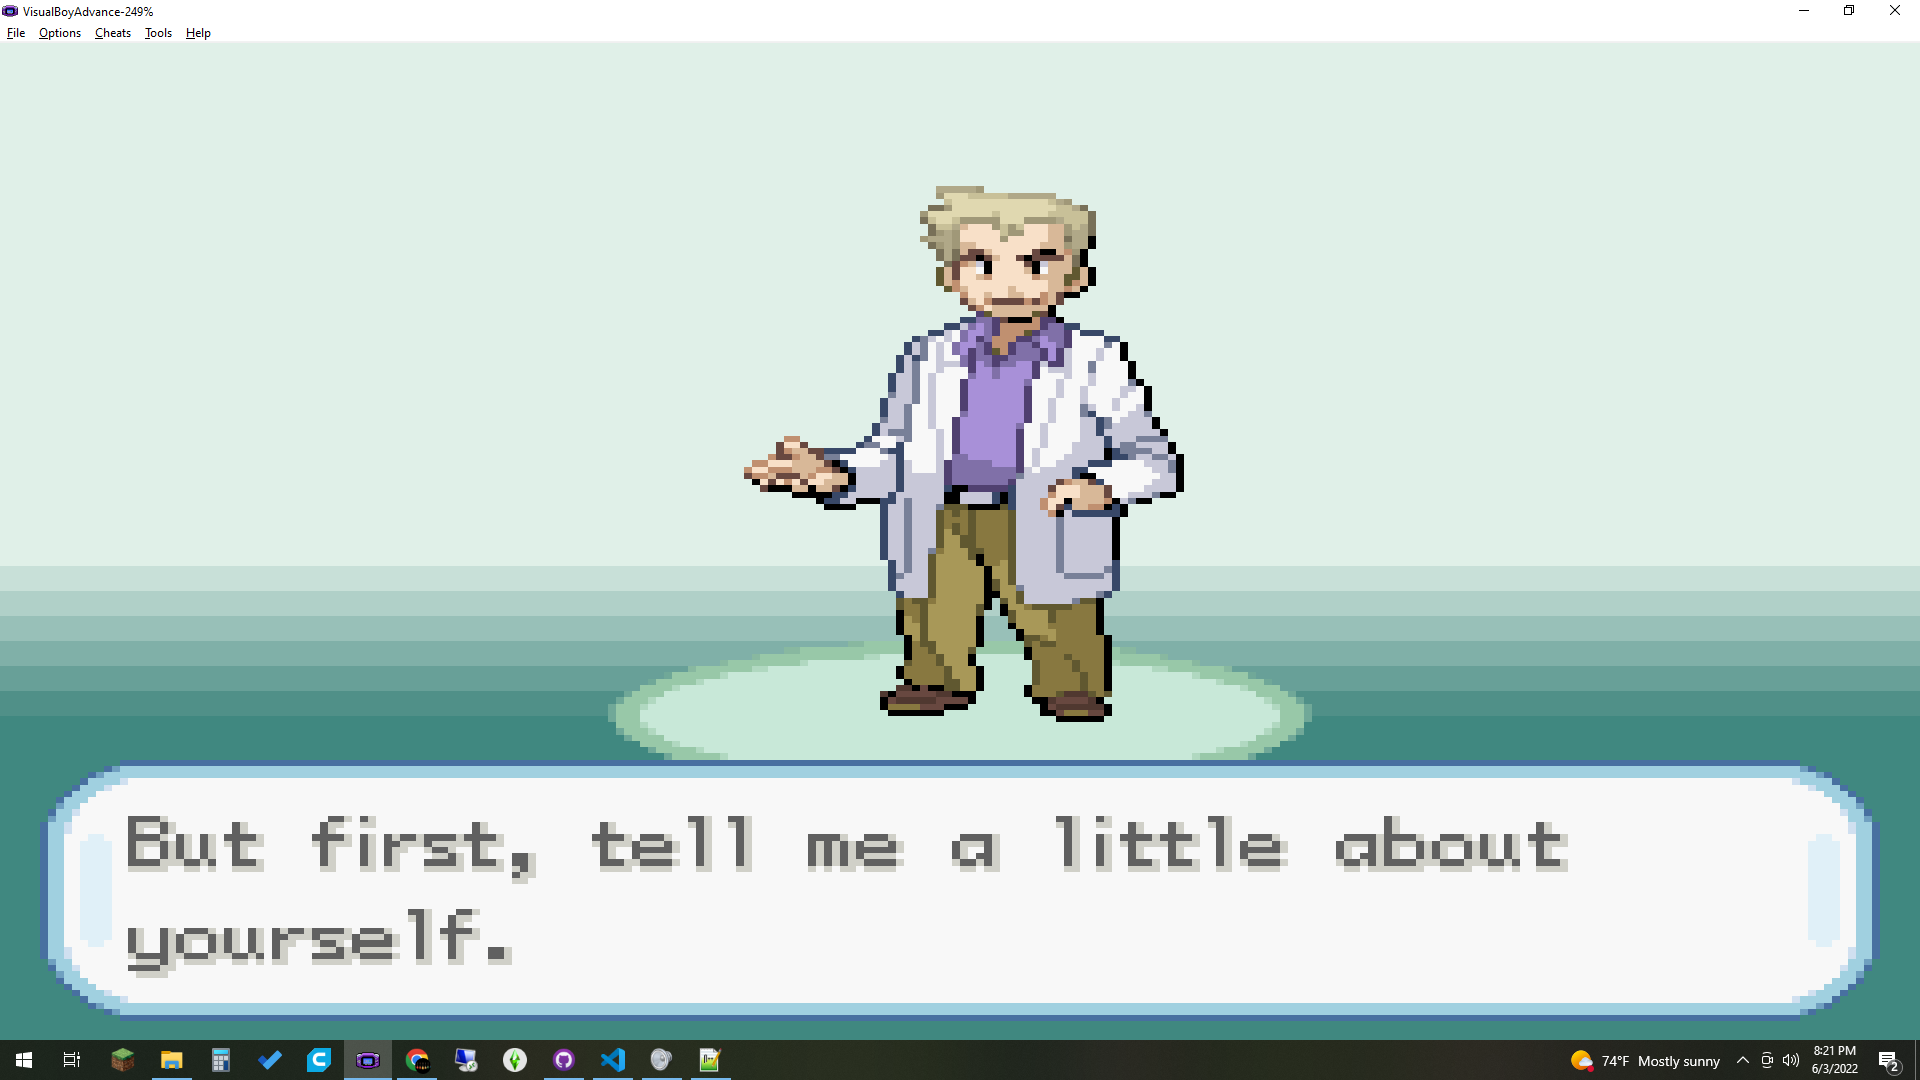 VisualBoyAdvance-249%
File Options Cheats Tools Help
But first, tell me a little about
yourself.
74°F Mostly sunny
8:21 PM
6/3/2022
2